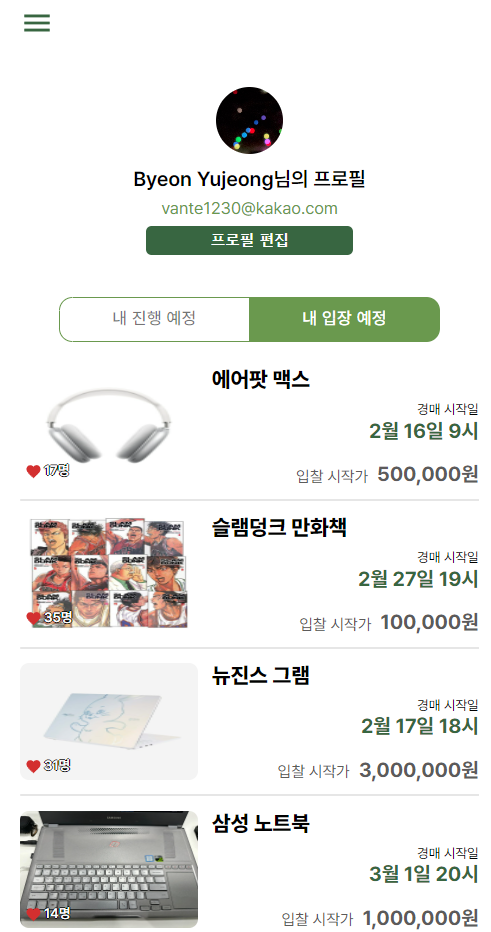 Byeon Yujeong님의 프로필
vante1230@kakao.com
프로필 편집
내 진행 예정
내 입장 예정
에어팟 맥스
경매 시작일
2월 16일 9시
17명
입찰 시작가 500,000원
슬램덩크 만화책
경매 시작일
2월 27일 19시
35명
입찰 시작가 100,000원
뉴진스 그램
경매 시작일
2월 17일 18시
31명
입찰 시작가 3,000,000원
삼성 노트북
경매 시작일
3월 1일 20시
14명
입찰 시작가 1,000,000원